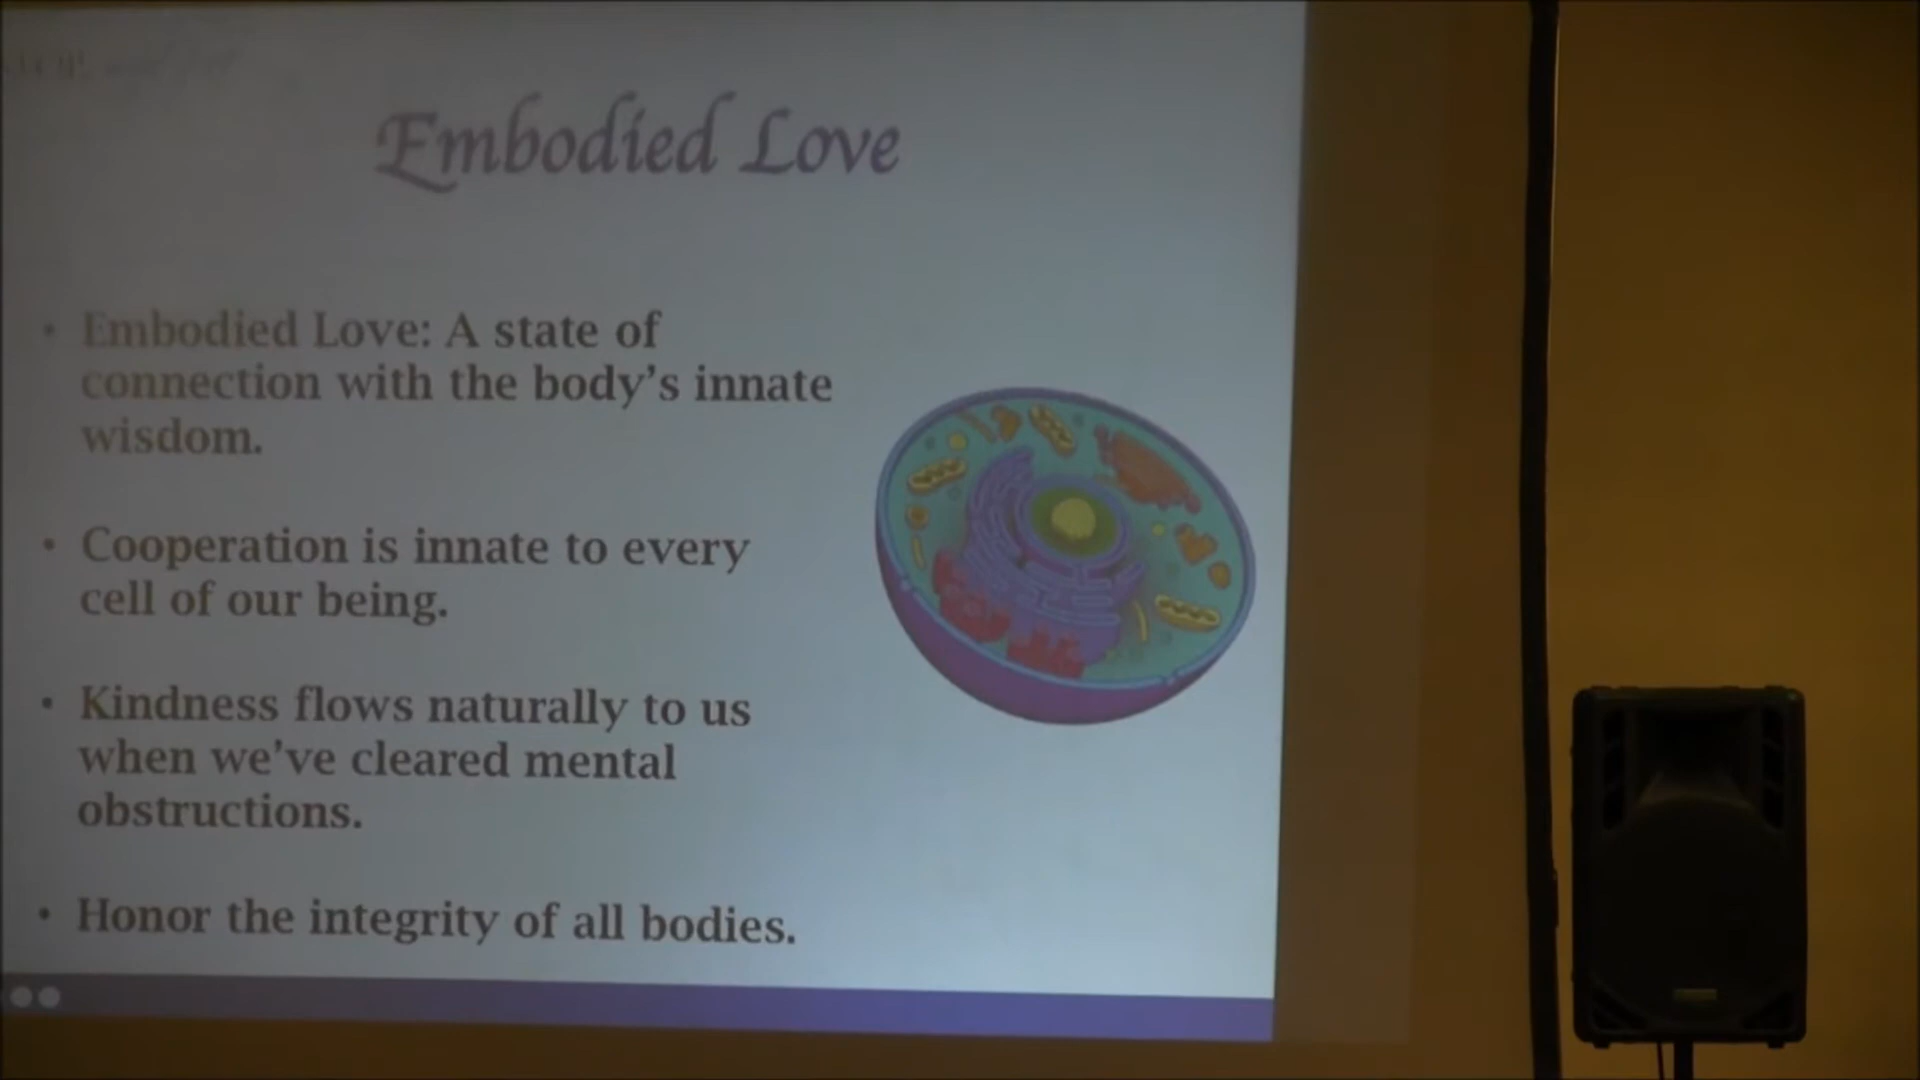 Embodied Love
• Embodied Love: A state of
connection with the body's innate
wisdom.
• Cooperation is innate to every
cell of our being.
• Kindness flows naturally to us
when we've cleared mental
obstructions.
• Honor the integrity of all bodies.